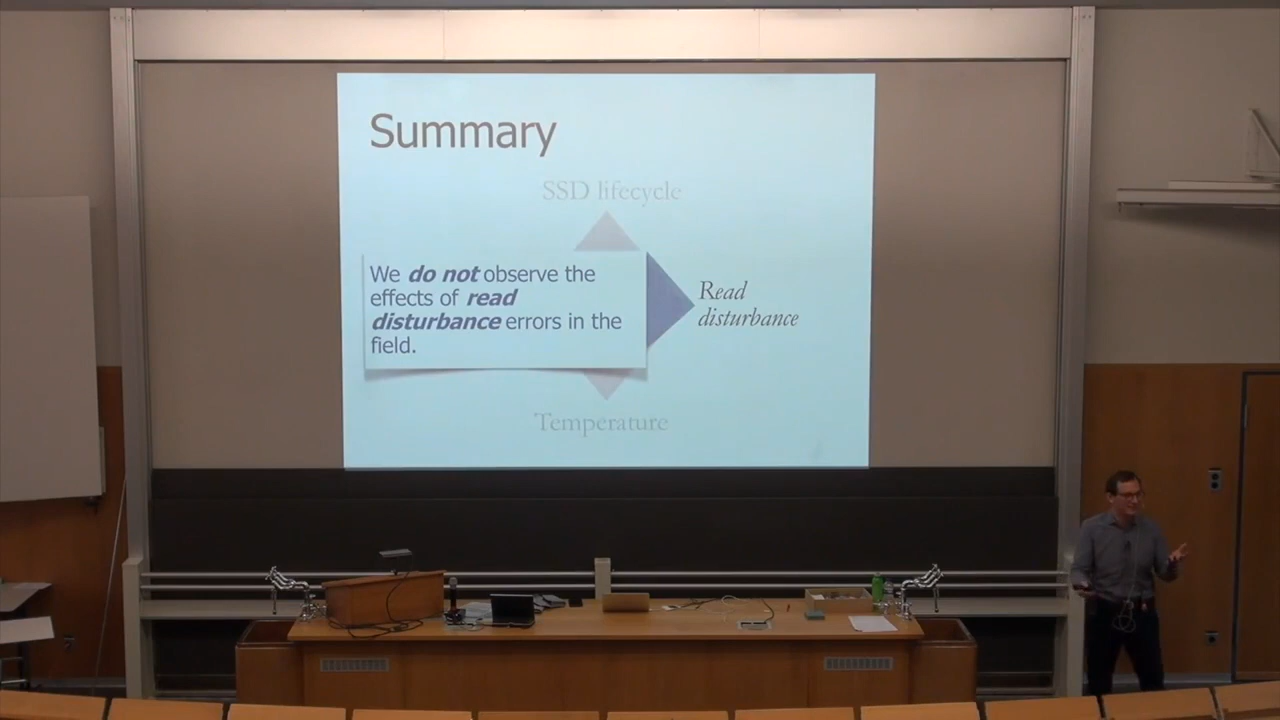 Summary
SSD lifecycle
We do not observe the
effects of read
disturbance errors in the
field.
Read
disturbance
Temperature